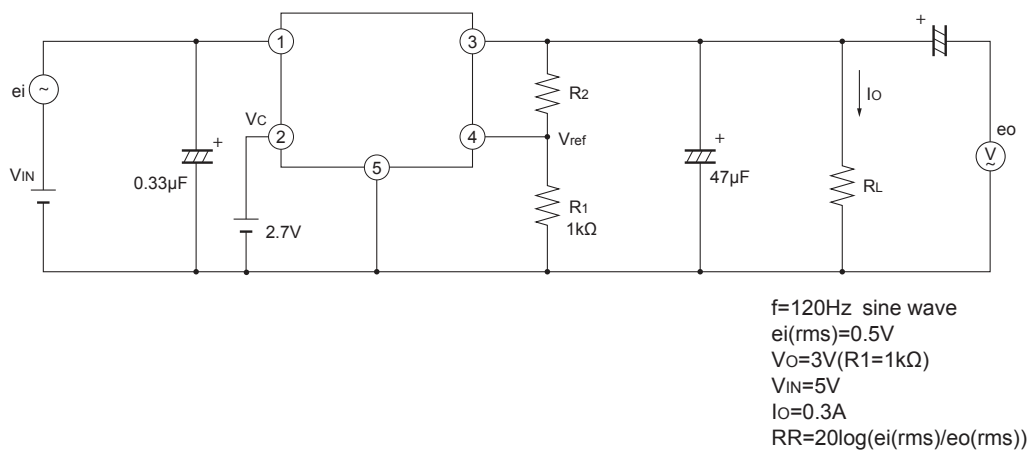 +
1
3
ei
~
R2
IO
VC
2
4
Vref
+
+
eo
V
~
5
VIN
0.33µF
2.7V
R1
1kΩ
47µF
RL
f=120Hz sine wave
ei(rms)=0.5V
VO=3V(R1=1kΩ)
VIN=5V
IO=0.3A
RR=20log(ei(rms)/eo(rms))